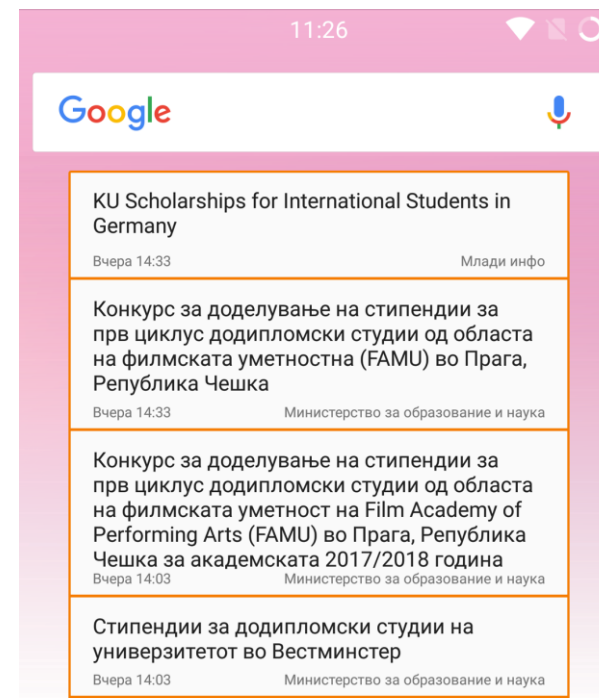 11:26
Google
KU Scholarships for International Students in
Germany
Вчера 14:33 Млади инфо
Конкурс за доделување на стипендии за
прв циклус додипломски студии од областа
на филмската уметностна (FAMU) во Прага,
Република Чешка
Вчера 14:33 Министерство за образование и наука
Конкурс за доделување на стипендии за
прв циклус додипломски студии од областа
на филмската уметност на Film Academy of
Performing Arts (FAMU) во Прага, Република
Чешка за академската 2017/2018 година
Вчера 14:03 Министерство за образование и наука
Стипендии за додипломски студии на
универзитетот во Вестминстер
Вчера 14:03 Министерство за образование и наука